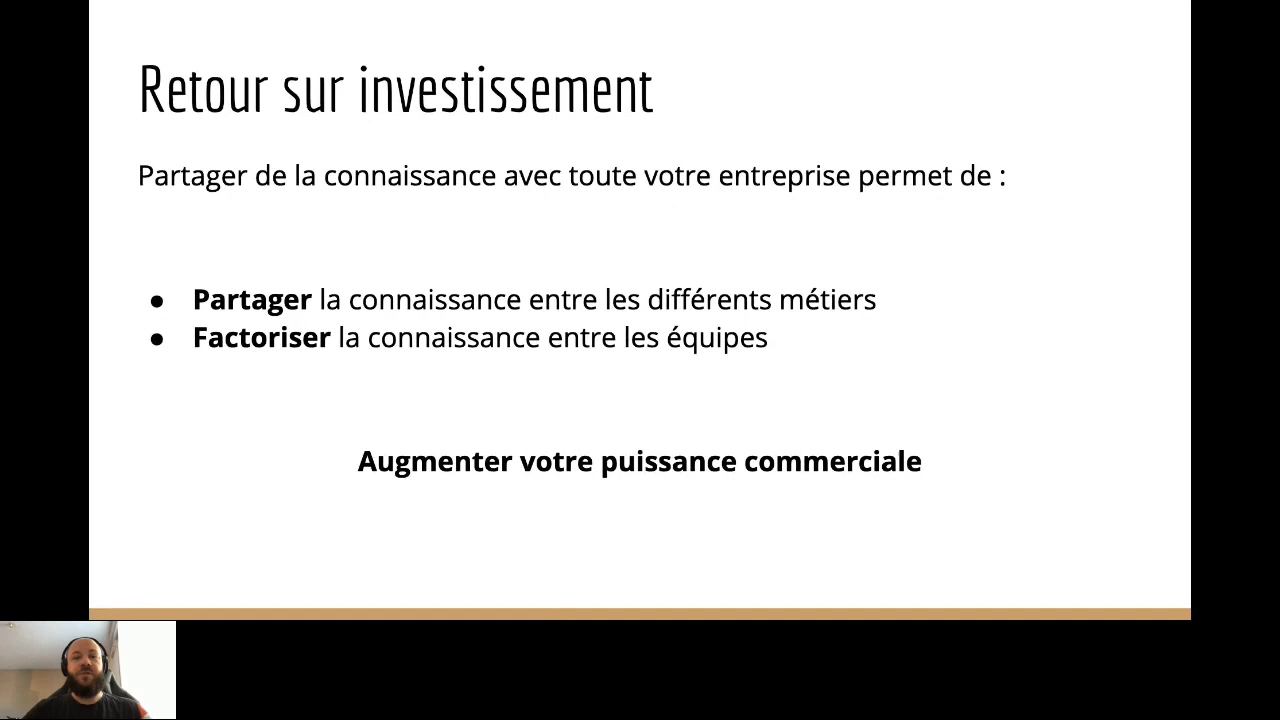 Retour sur investissement
Partager de la connaissance avec toute votre entreprise permet de :
● Partager la connaissance entre les différents métiers
● Factoriser la connaissance entre les équipes
Augmenter votre puissance commerciale